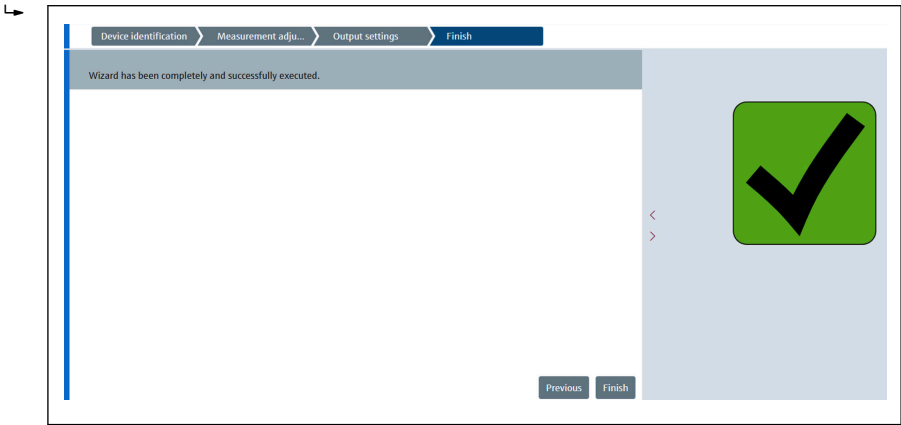 Device identification
Measurement adju...
Output settings
Finish
Wizard has been completely and successfully executed.
Previous
Finish